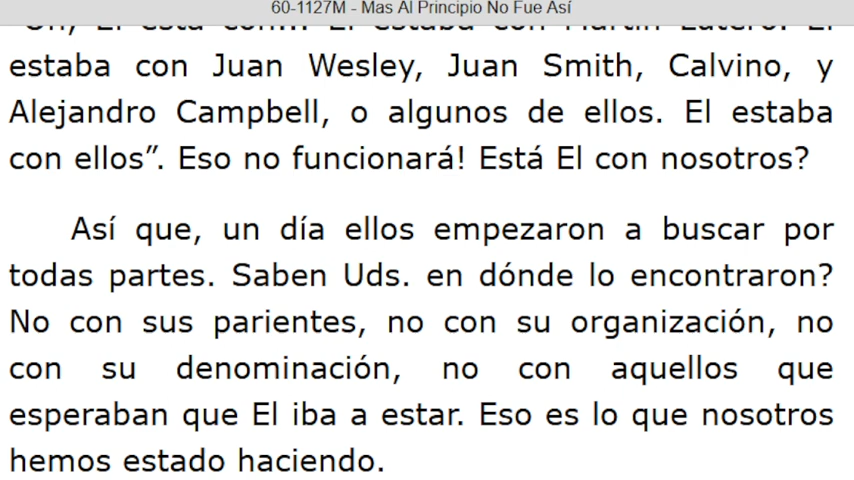 60-1127M - Mas Al Principio No Fue Así
estaba con Juan Wesley, Juan Smith, Calvino, y
Alejandro Campbell, o algunos de ellos. El estaba
con ellos”. Eso no funcionará! Está El con nosotros?
Así que, un día ellos empezaron a buscar por
todas partes. Saben Uds. en dónde lo encontraron?
No con sus parientes, no con su organización, no
con su denominación, no con aquellos que
esperaban que El iba a estar. Eso es lo que nosotros
hemos estado haciendo.